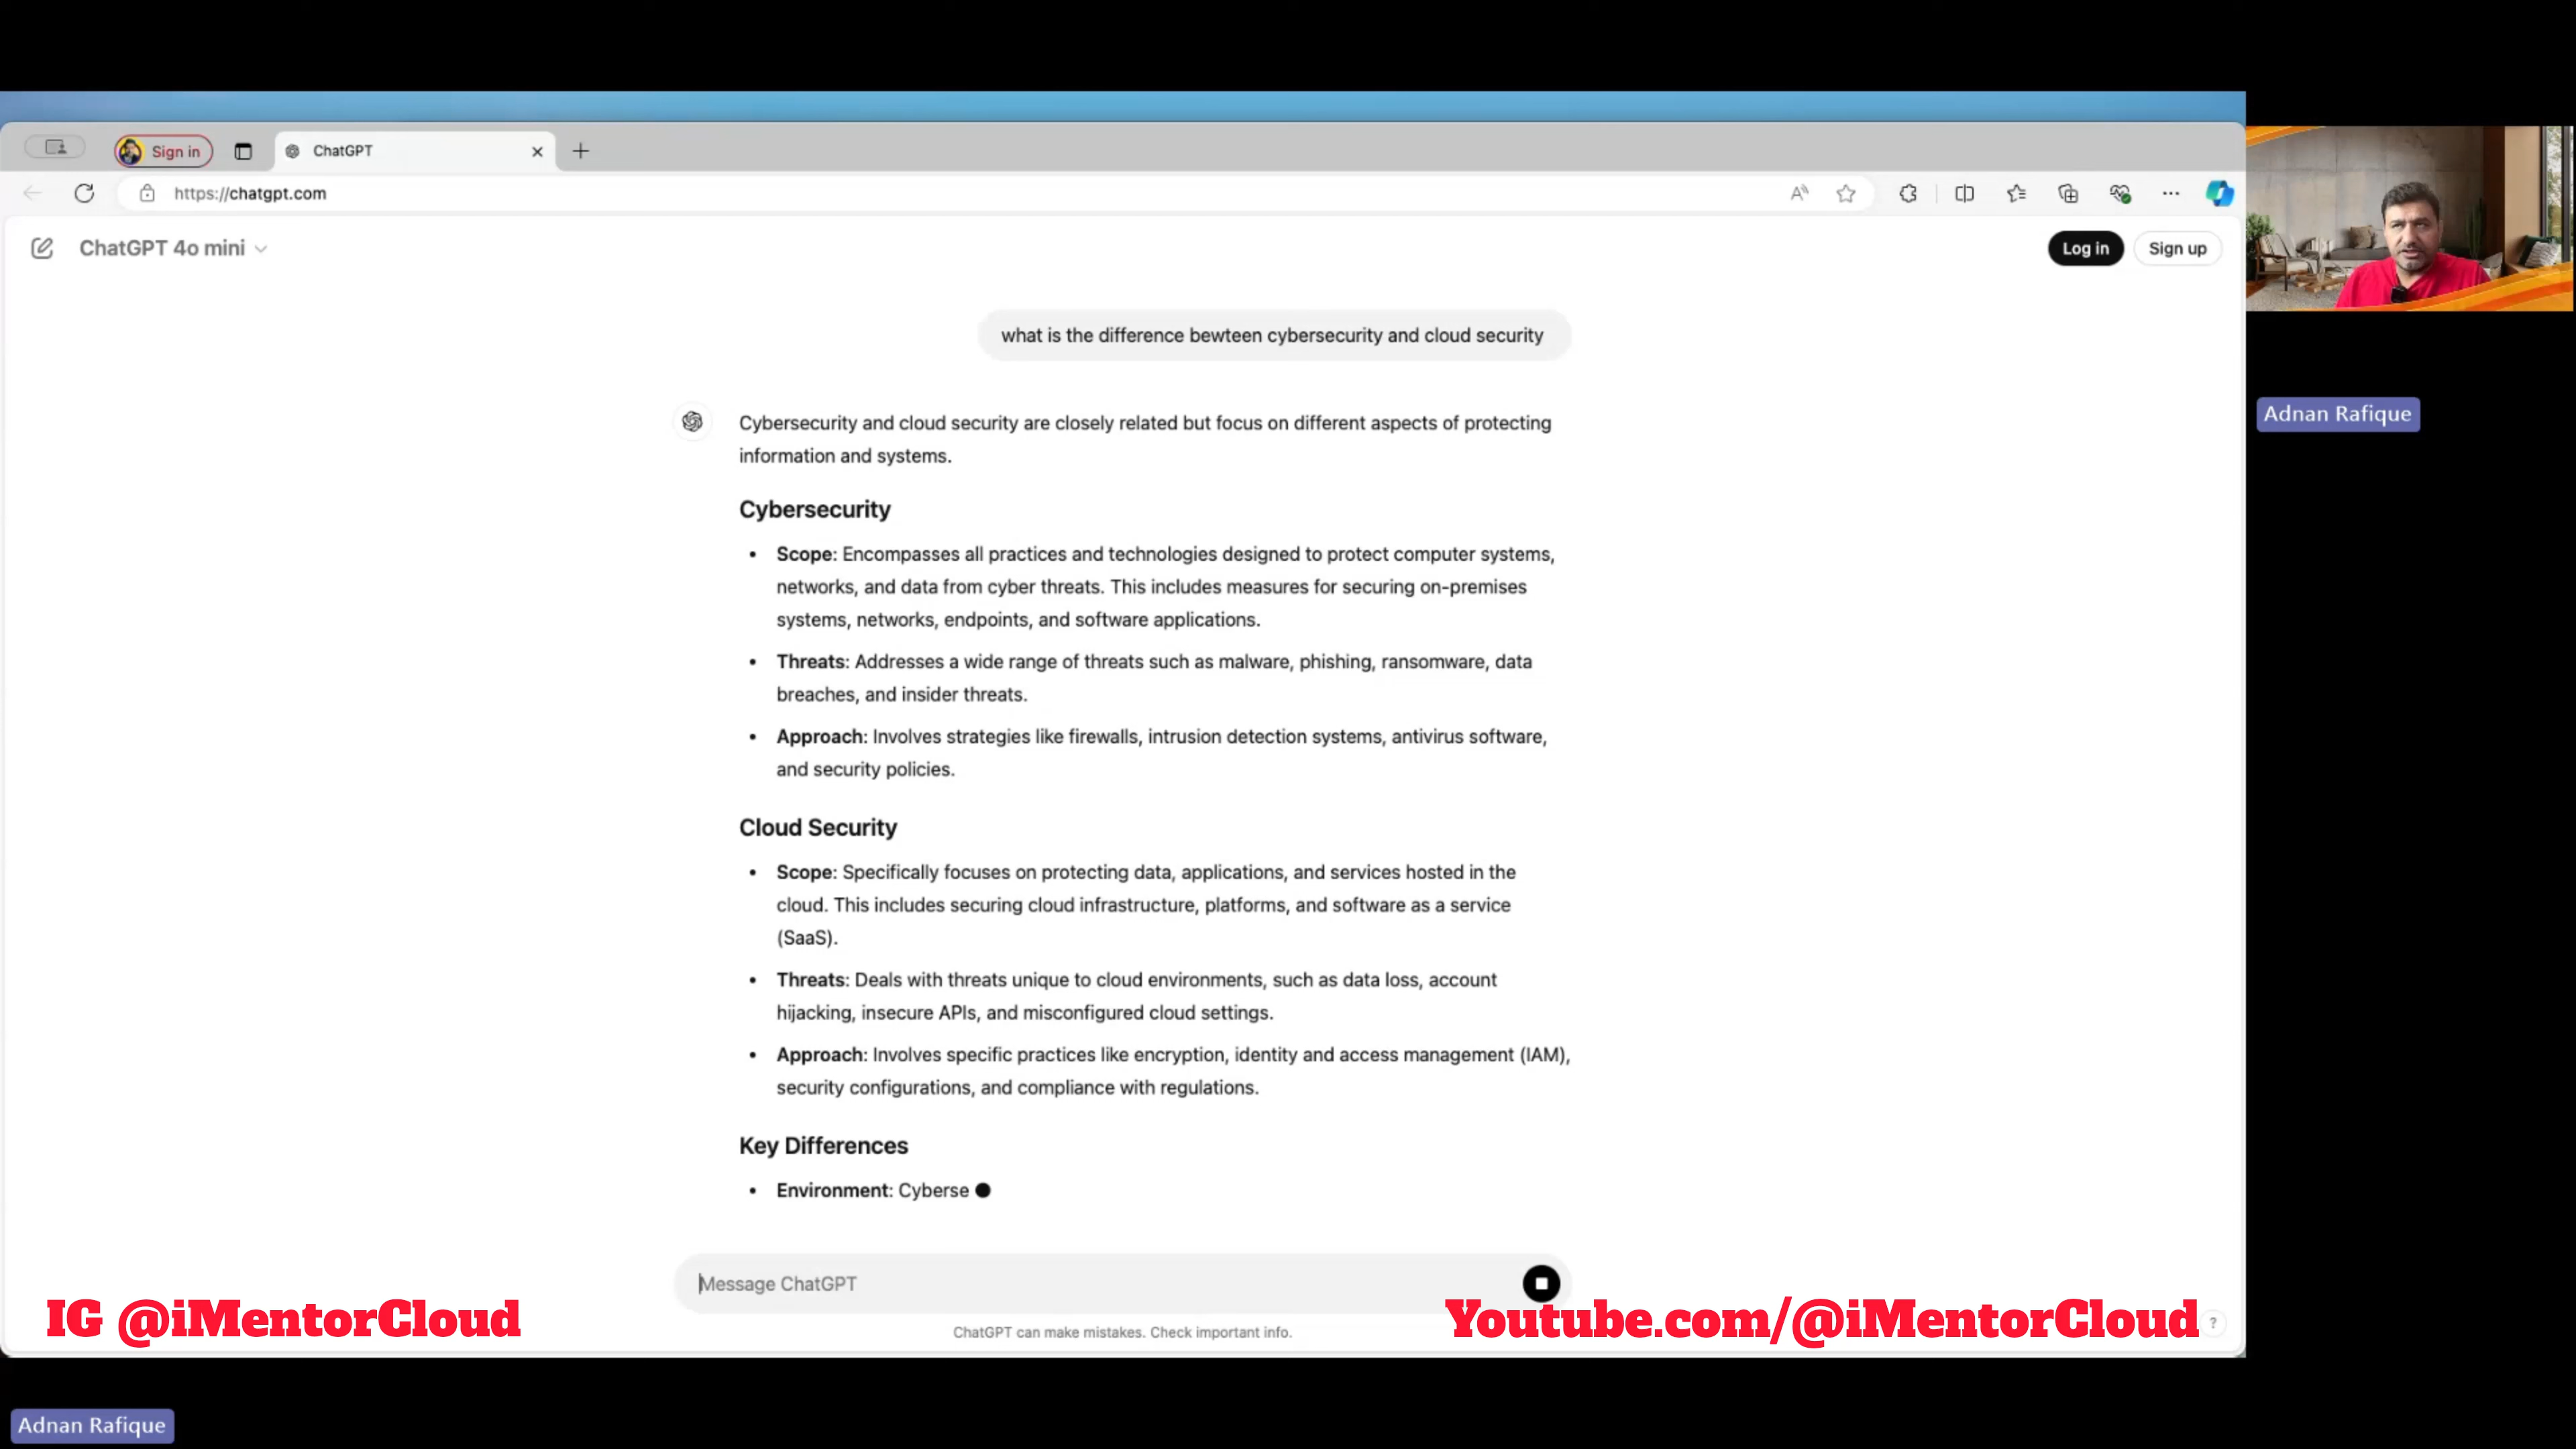 Sign in
ChatGPT
https://chatgpt.com
ChatGPT 4o mini
Log in
Sign up
what is the difference bewteen cybersecurity and cloud security
Adnan Rafique
Cybersecurity and cloud security are closely related but focus on different aspects of protecting
information and systems.
Cybersecurity
• Scope: Encompasses all practices and technologies designed to protect computer systems,
networks, and data from cyber threats. This includes measures for securing on-premises
systems, networks, endpoints, and software applications.
• Threats: Addresses a wide range of threats such as malware, phishing, ransomware, data
breaches, and insider threats.
• Approach: Involves strategies like firewalls, intrusion detection systems, antivirus software,
and security policies.
Cloud Security
• Scope: Specifically focuses on protecting data, applications, and services hosted in the
cloud. This includes securing cloud infrastructure, platforms, and software as a service
(SaaS).
• Threats: Deals with threats unique to cloud environments, such as data loss, account
hijacking, insecure APIs, and misconfigured cloud settings.
• Approach: Involves specific practices like encryption, identity and access management (IAM),
security configurations, and compliance with regulations.
Key Differences
• Environment: Cyberse
Message ChatGPT
IG @iMentorCloud
Youtube.com/@iMentorCloud
?
ChatGPT can make mistakes. Check important info.
Adnan Rafique